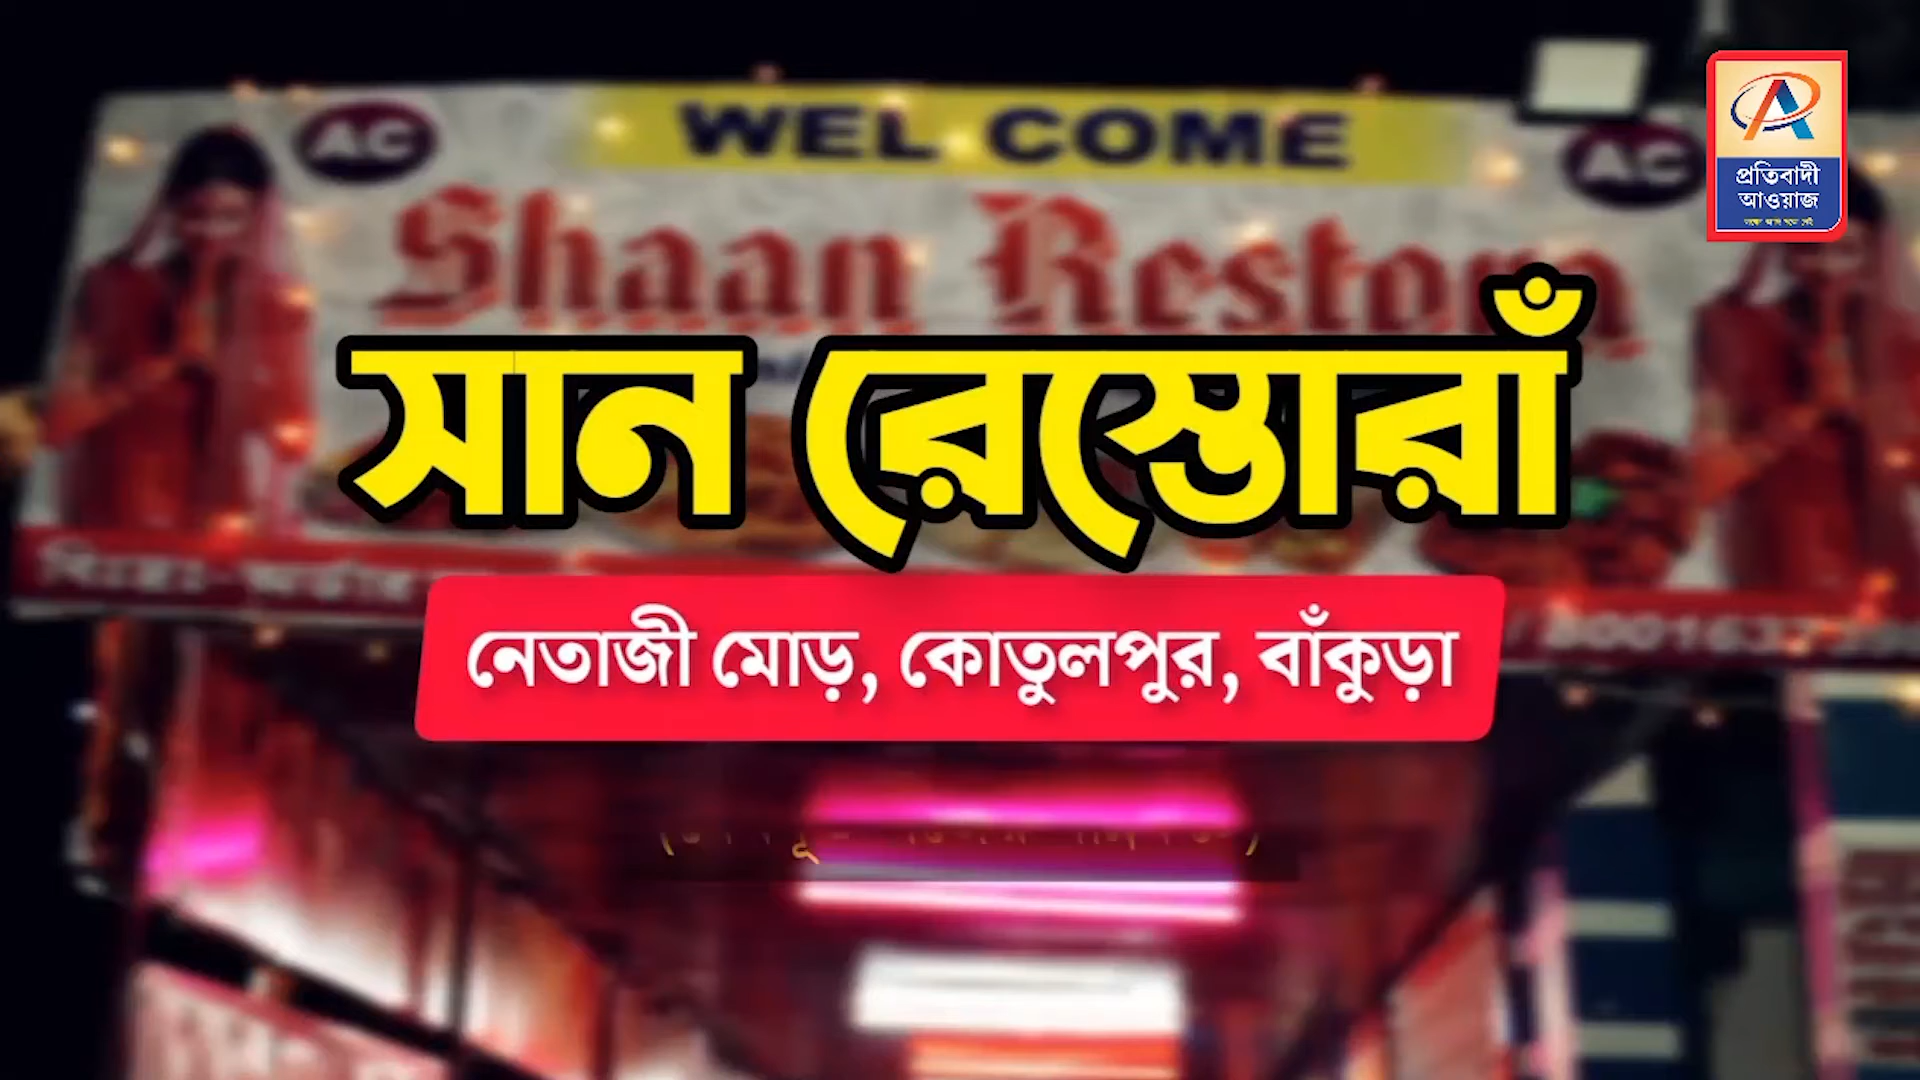 WEL COME
AC
AC
Shaan Restora
সান রেস্তোরাঁ
নেতাজী মোড়, কোতুলপুর, বাঁকুড়া
প্রতিবাদী
আওয়াজ